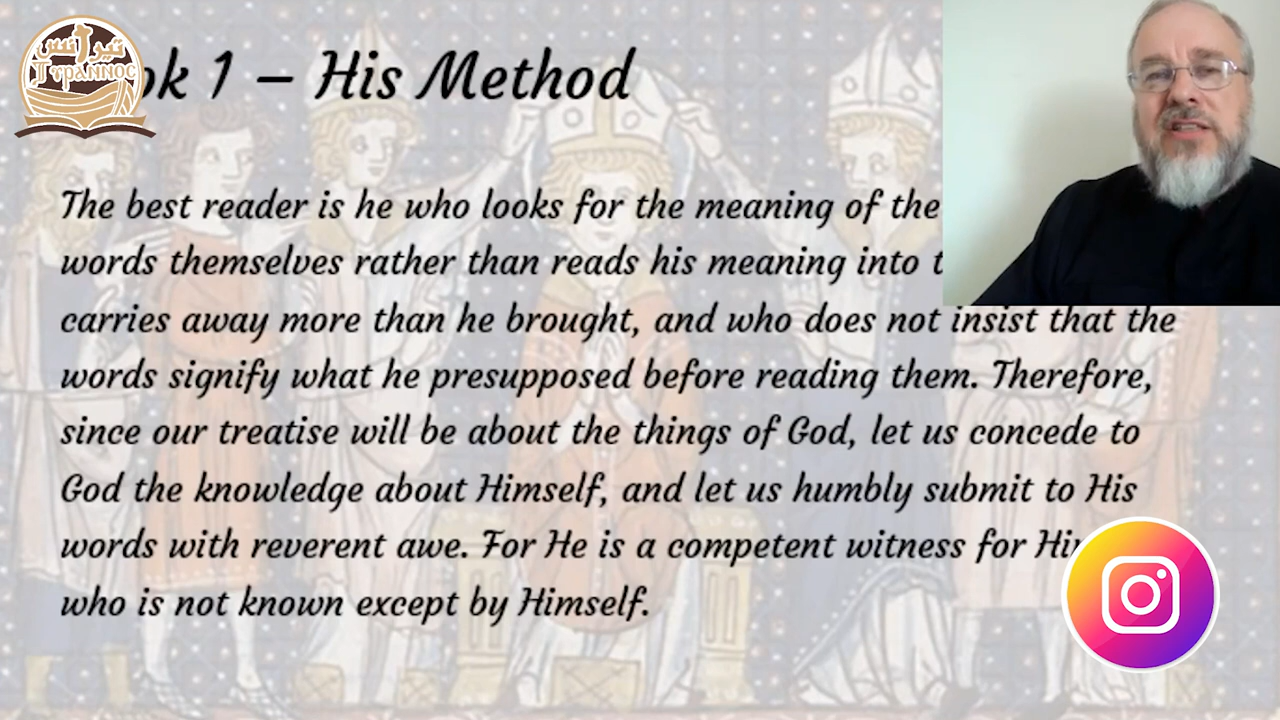 تيرانس
Тγραηηος
ok 1 – His Method
The best reader is he who looks for the meaning of the
words themselves rather than reads his meaning into
carries away more than he brought, and who does not insist that the
words signify what he presupposed before reading them. Therefore,
since our treatise will be about the things of God, let us concede to
God the knowledge about Himself, and let us humbly submit to His
words with reverent awe. For He is a competent witness for
who is not known except by Himself.